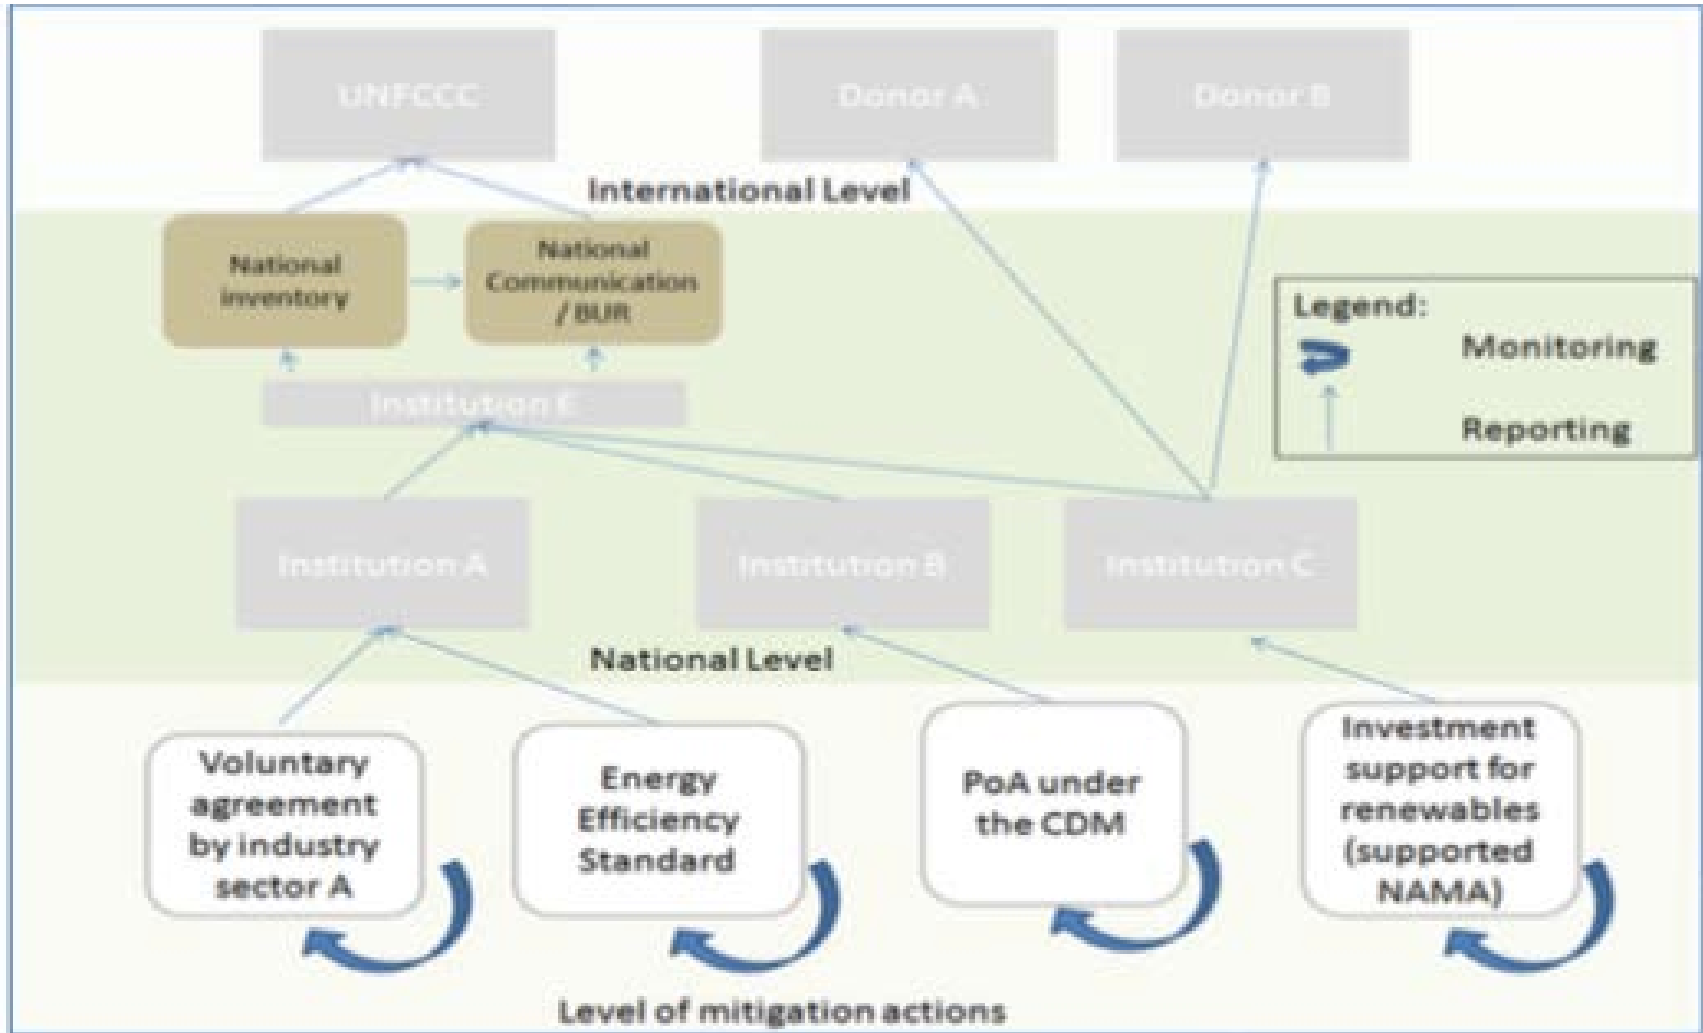 UNFCCC
Donor A
Donor B
International Level
National
inventory
National
Communication
/ BUR
Legend:
Monitoring
Reporting
Institution E
Institution A
Institution B
Institution C
National Level
Voluntary
agreement
by industry
sector A
Energy
Efficiency
Standard
PoA under
the CDM
Investment
support for
renewables
(supported
NAMA)
Level of mitigation actions